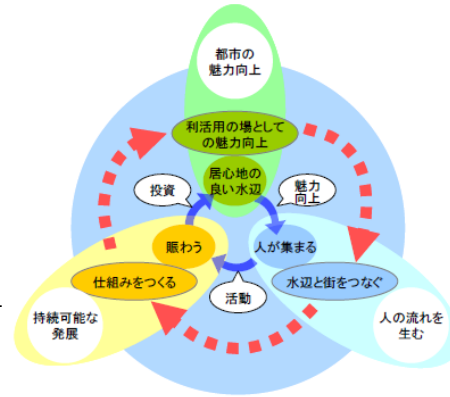 都市の
魅力向上
利活用の場として
の魅力向上
居心地の
良い水辺
投資
魅力
向上
賑わう
人が集まる
仕組みをつくる
活動
水辺と街をつなぐ
持続可能な
発展
人の流れを
生む